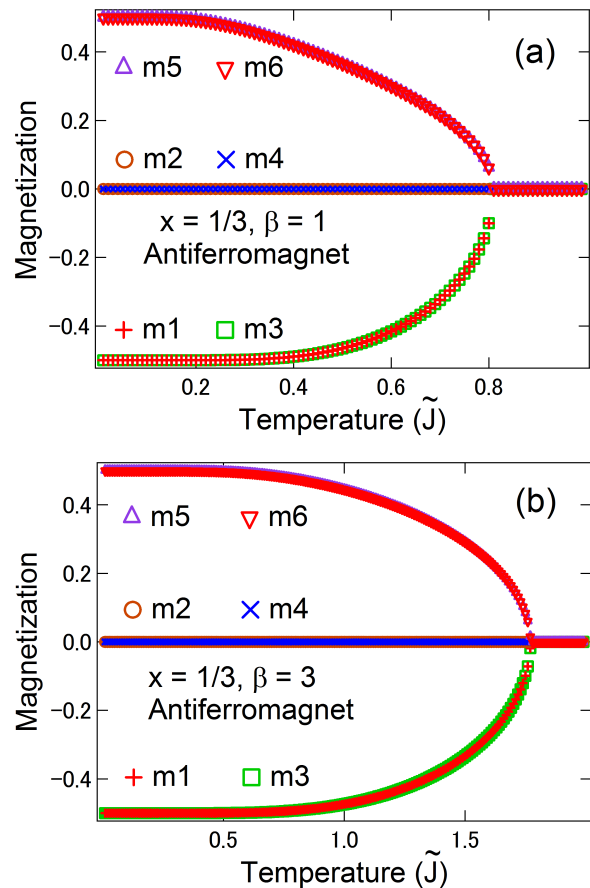 (a)
0.4
0.2
0.0
−0.2
−0.4
Magnetization
m5 m6
m2 m4
x = 1/3, β = 1
Antiferromagnet
m1 m3
0.2 0.4 0.6 0.8
Temperature (J̃)
(b)
0.4
0.2
0.0
−0.2
−0.4
Magnetization
m5 m6
m2 m4
x = 1/3, β = 3
Antiferromagnet
m1 m3
0.5 1.0 1.5
Temperature (J̃)